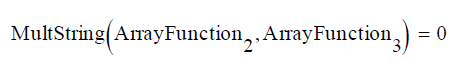 MultString(ArrayFunction₂, ArrayFunction₃) = 0